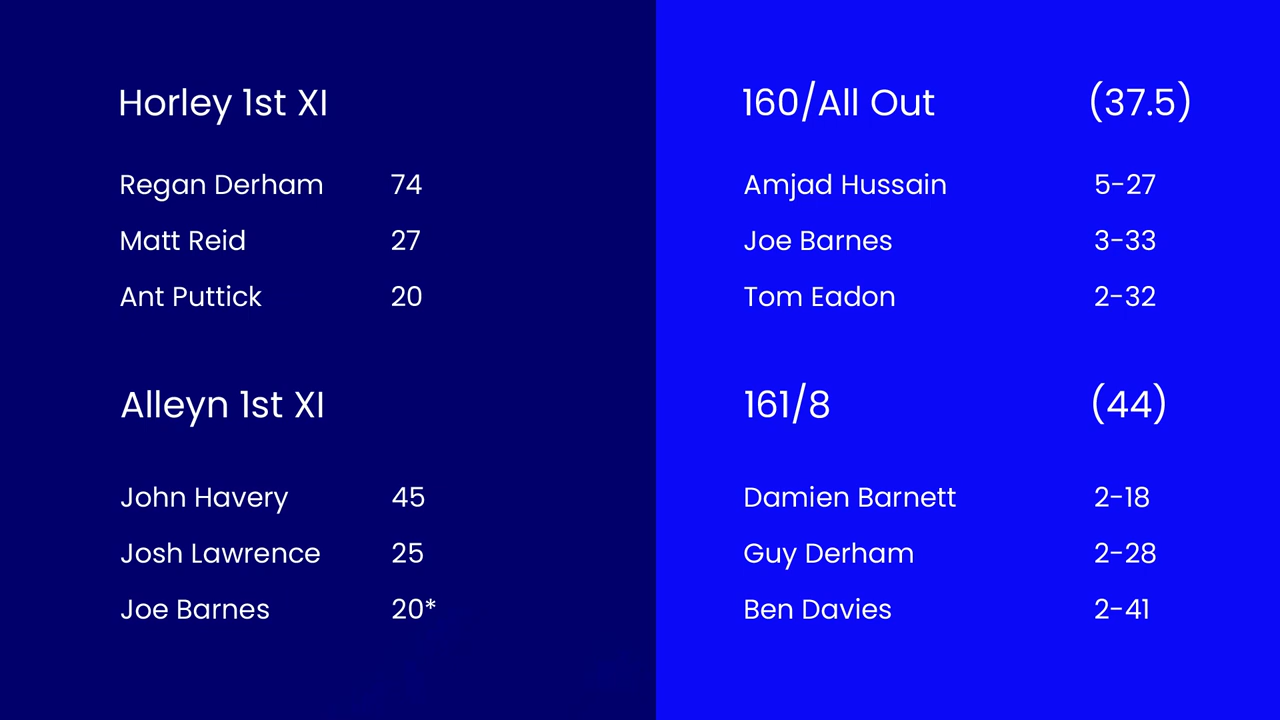 Horley 1st XI 160/All Out (37.5)
Regan Derham 74 Amjad Hussain 5-27
Matt Reid 27 Joe Barnes 3-33
Ant Puttick 20 Tom Eadon 2-32
Alleyn 1st XI 161/8 (44)
John Havery 45 Damien Barnett 2-18
Josh Lawrence 25 Guy Derham 2-28
Joe Barnes 20* Ben Davies 2-41